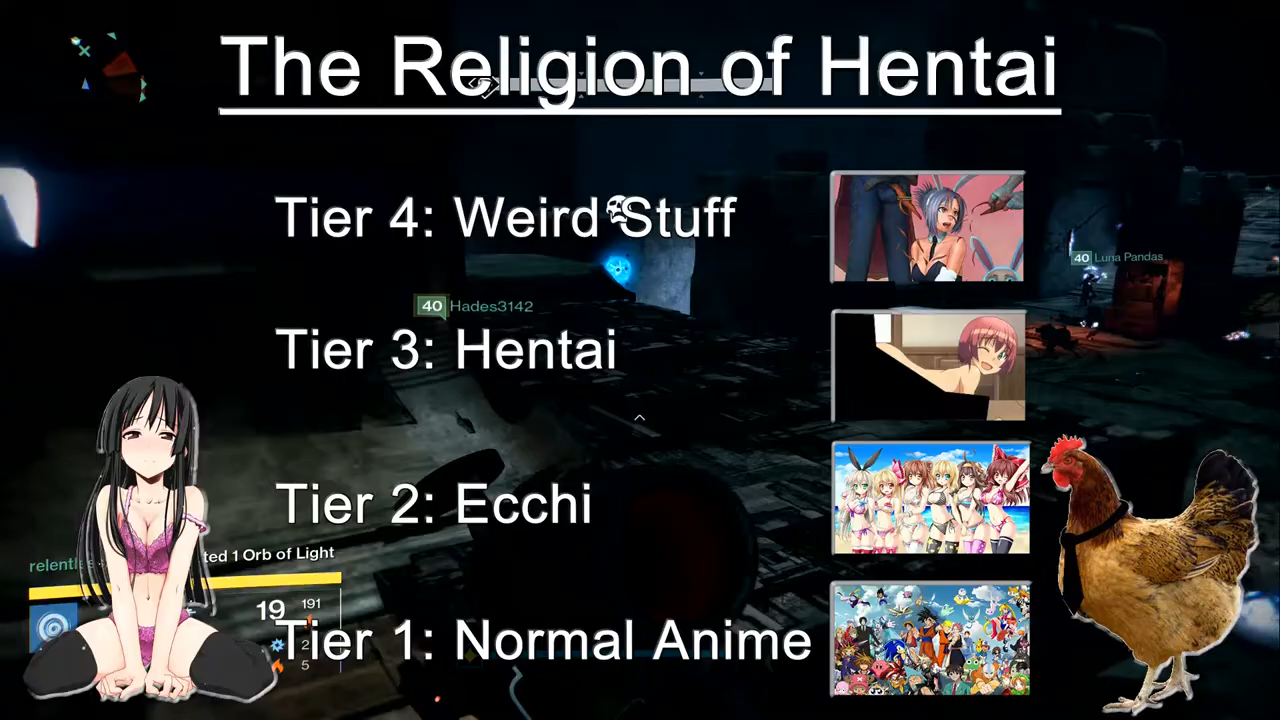 The Religion of Hentai
Tier 4: Weird Stuff
40 Luna Pandas
40 Hades3142
Tier 3: Hentai
Tier 2: Ecchi
ted 1 Orb of Light
19 191
5
Tier 1: Normal Anime